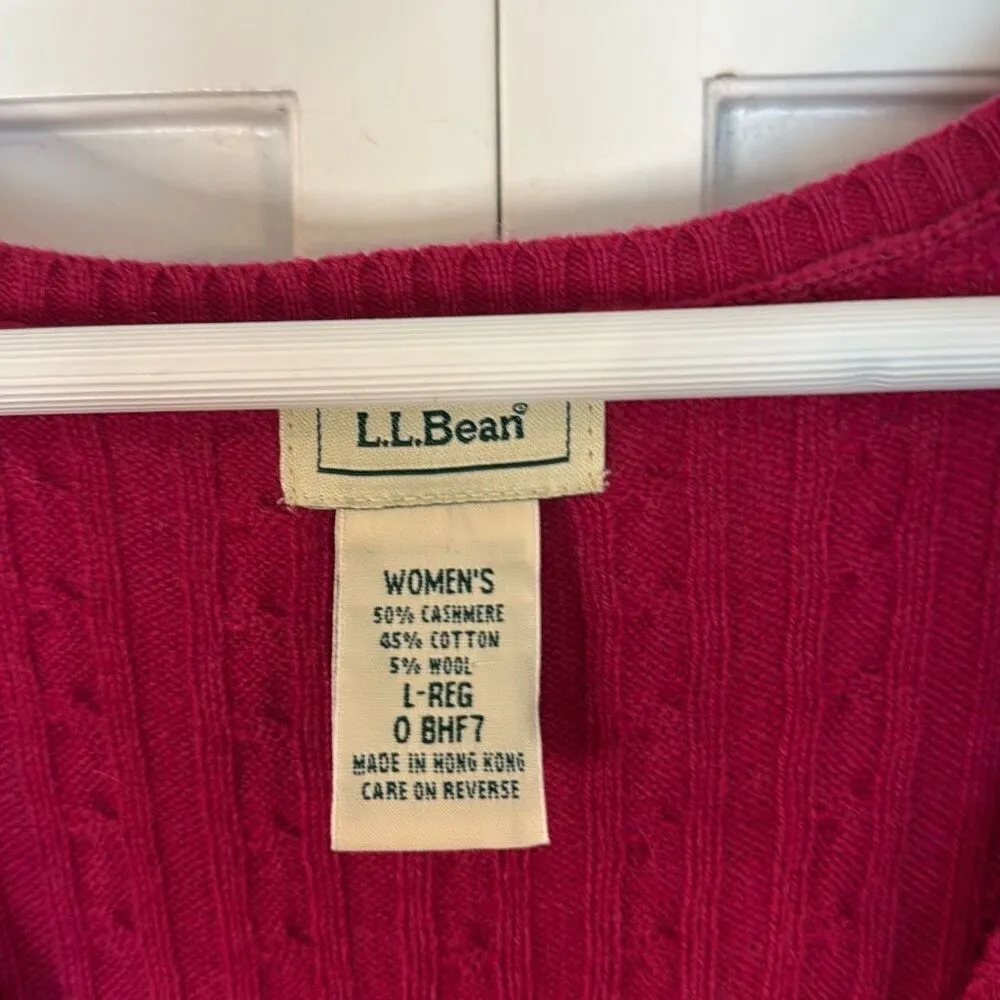 L.L.Bean®
WOMEN'S
50% CASHMERE
45% COTTON
5% WOOL
L-REG
0 BHF7
MADE IN HONG KONG
CARE ON REVERSE